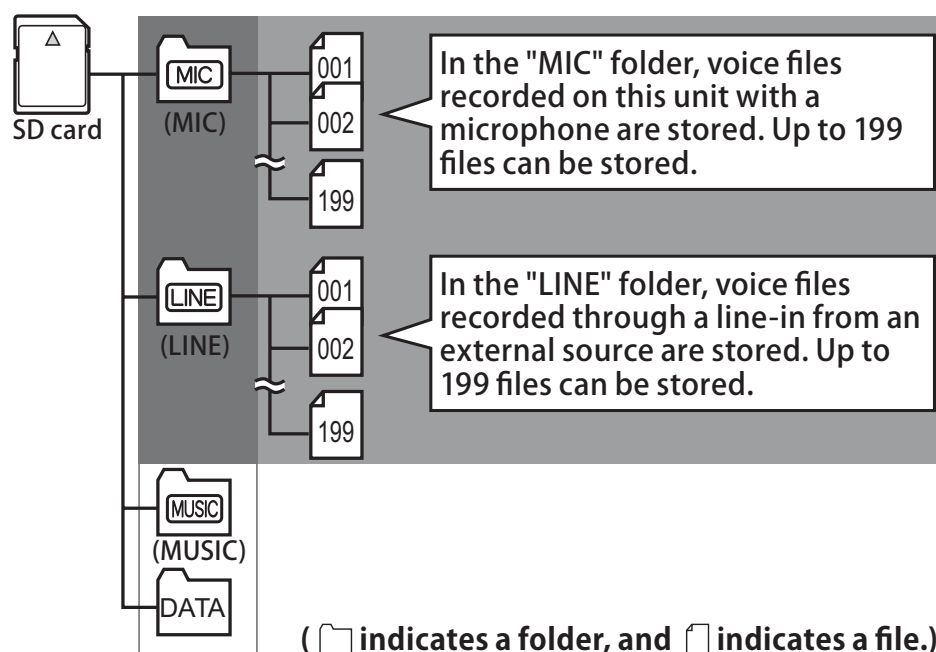 SD card
MIC
(MIC)
001
002
199
In the "MIC" folder, voice files
recorded on this unit with a
microphone are stored. Up to 199
files can be stored.
LINE
(LINE)
001
002
199
In the "LINE" folder, voice files
recorded through a line-in from an
external source are stored. Up to
199 files can be stored.
MUSIC
(MUSIC)
DATA
( indicates a folder, and indicates a file.)